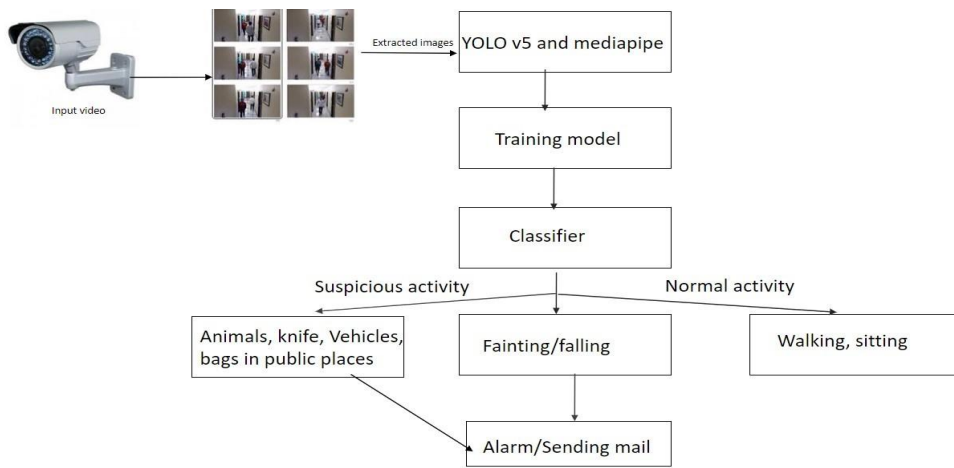 Input video
Extracted images
YOLO v5 and mediapipe
Training model
Classifier
Suspicious activity
Normal activity
Animals, knife, Vehicles,
bags in public places
Fainting/falling
Walking, sitting
Alarm/Sending mail